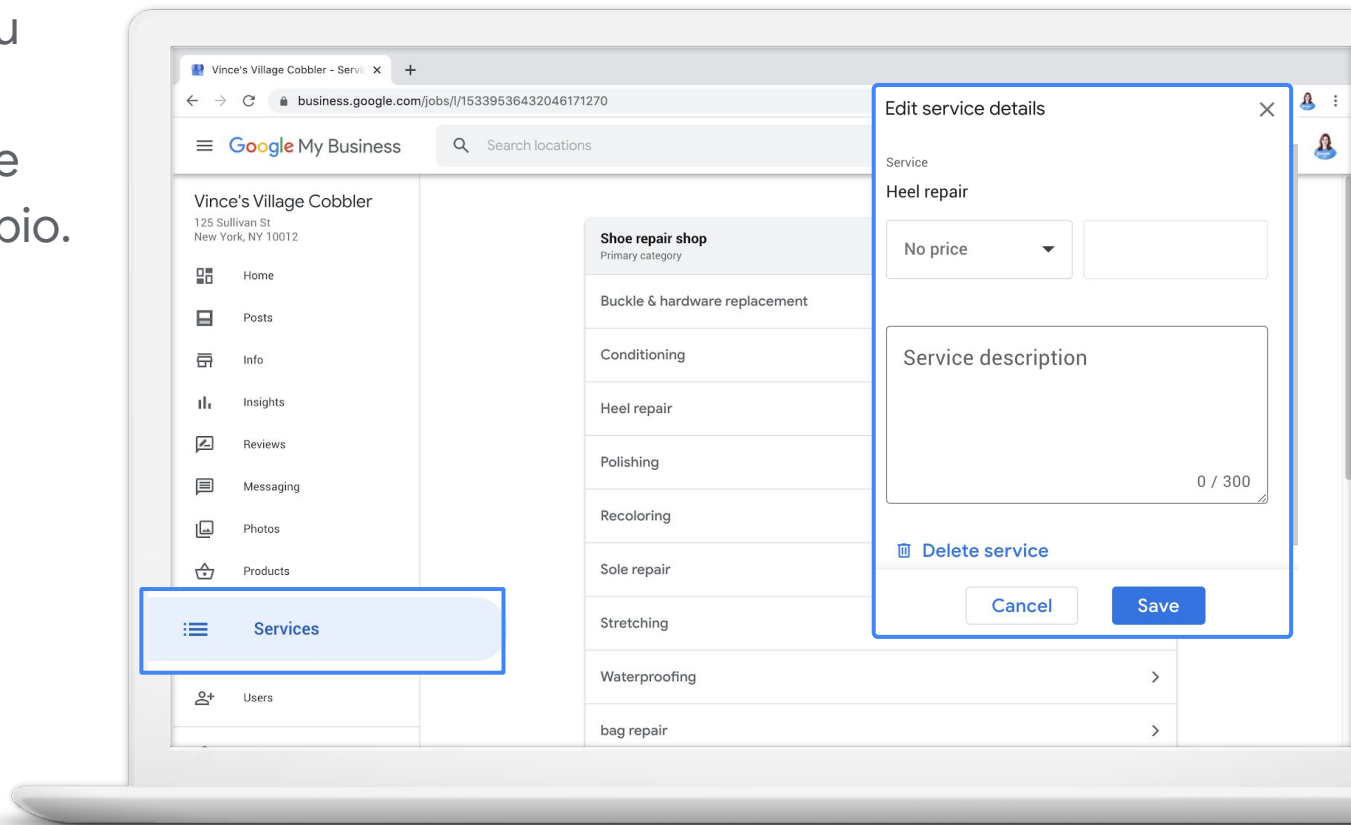 bio.
Vince's Village Cobbler - Servi
business.google.com/jobs/l/15339536432046171270
Google My Business
Search locations
Vince's Village Cobbler
125 Sullivan St
New York, NY 10012
Home
Posts
Info
Insights
Reviews
Messaging
Photos
Products
Services
Users
Shoe repair shop
Primary category
Buckle & hardware replacement
Conditioning
Heel repair
Polishing
Recoloring
Sole repair
Stretching
Waterproofing
bag repair
Edit service details
Service
Heel repair
No price
Service description
0 / 300
Delete service
Cancel
Save